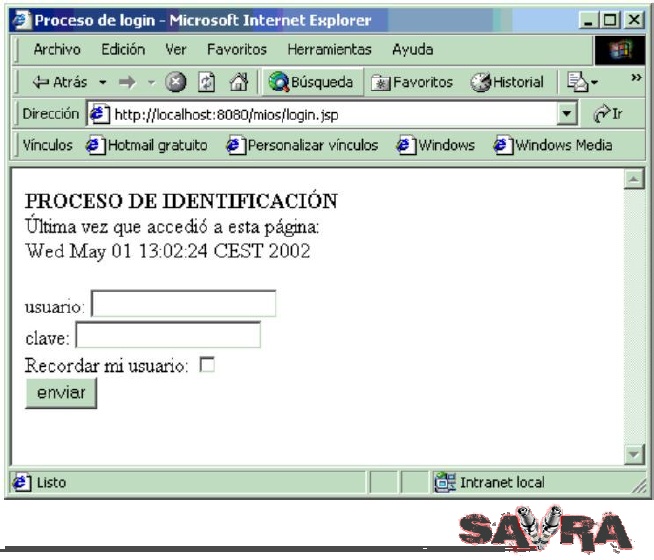 Proceso de login - Microsoft Internet Explorer
Archivo Edición Ver Favoritos Herramientas Ayuda
Atrás Búsqueda Favoritos Historial »
Dirección http://localhost:8080/mios/login.jsp Ir
Vínculos Hotmail gratuito Personalizar vínculos Windows Windows Media
PROCESO DE IDENTIFICACIÓN
Última vez que accedió a esta página:
Wed May 01 13:02:24 CEST 2002
usuario:
clave:
Recordar mi usuario:
enviar
Listo Intranet local
SAVRA